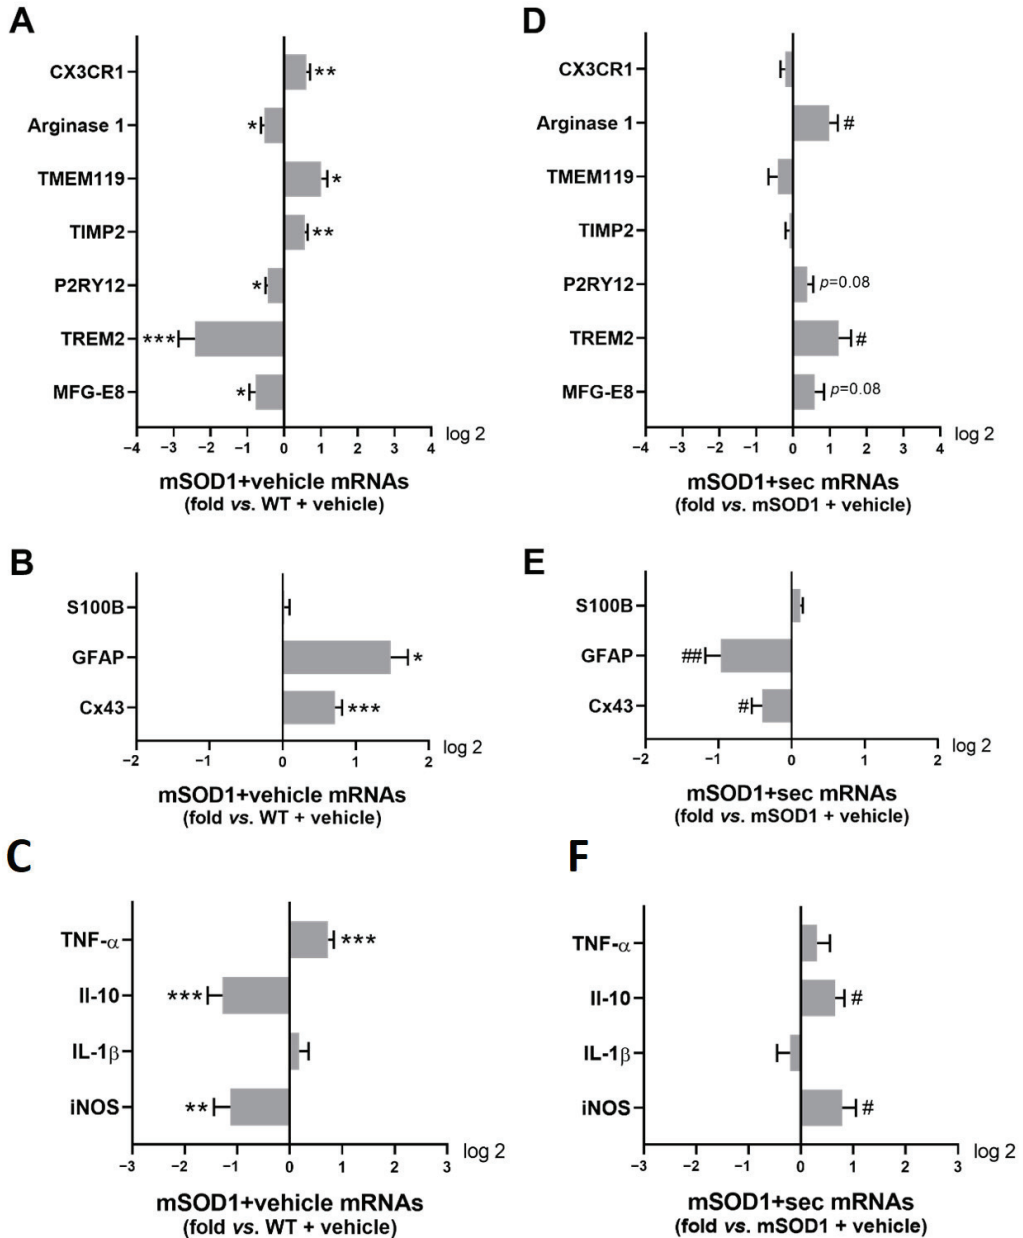 A
CX3CR1
**
Arginase 1
*
TMEM119
*
TIMP2
**
P2RY12
*
TREM2
***
MFG-E8
*
−4 −3 −2 −1 0 1 2 3 4
log 2
mSOD1+vehicle mRNAs
(fold vs. WT + vehicle)
D
CX3CR1
Arginase 1
#
TMEM119
TIMP2
P2RY12
p=0.08
TREM2
#
MFG-E8
p=0.08
−4 −3 −2 −1 0 1 2 3 4
log 2
mSOD1+sec mRNAs
(fold vs. mSOD1 + vehicle)
B
S100B
GFAP
*
Cx43
***
−2 −1 0 1 2
log 2
mSOD1+vehicle mRNAs
(fold vs. WT + vehicle)
E
S100B
GFAP
##
Cx43
#
−2 −1 0 1 2
log 2
mSOD1+sec mRNAs
(fold vs. mSOD1 + vehicle)
C
TNF-α
***
Il-10
***
IL-1β
iNOS
**
−3 −2 −1 0 1 2 3
log 2
mSOD1+vehicle mRNAs
(fold vs. WT + vehicle)
F
TNF-α
Il-10
#
IL-1β
iNOS
#
−3 −2 −1 0 1 2 3
log 2
mSOD1+sec mRNAs
(fold vs. mSOD1 + vehicle)